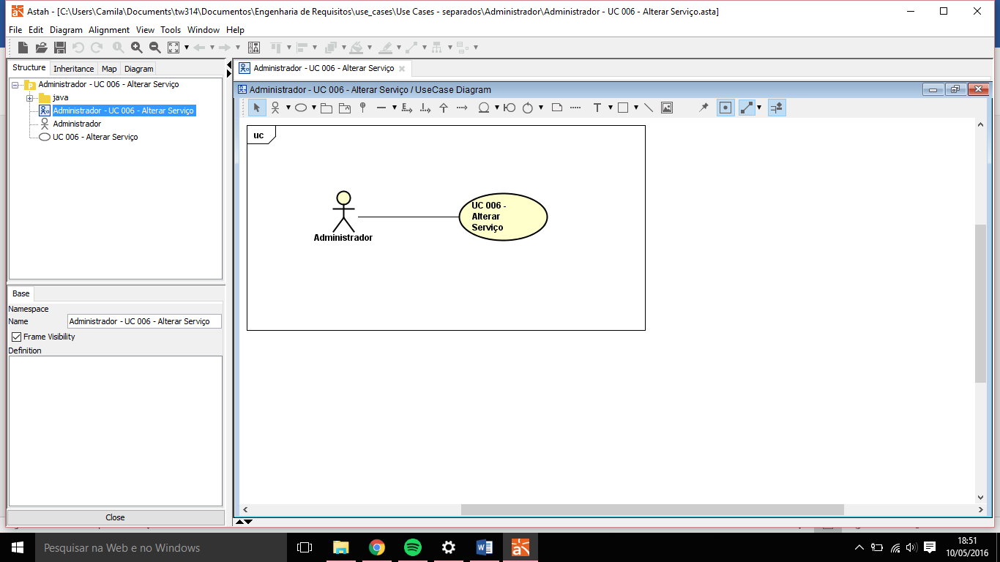 Astah - [C:\Users\Camila\Documents\tw314\Documentos\Engenharia de Requisitos\use_cases\Use Cases - separados\Administrador\Administrador - UC 006 - Alterar Serviço.asta]
File Edit Diagram Alignment View Tools Window Help
Structure Inheritance Map Diagram
Administrador - UC 006 - Alterar Serviço
java
Administrador - UC 006 - Alterar Serviço
Administrador
UC 006 - Alterar Serviço
Base
Namespace
Name Administrador - UC 006 - Alterar Serviço
Frame Visibility
Definition
Close
Administrador - UC 006 - Alterar Serviço
Administrador - UC 006 - Alterar Serviço / UseCase Diagram
uc
UC 006 -
Alterar
Serviço
Administrador
Pesquisar na Web e no Windows
18:51
10/05/2016